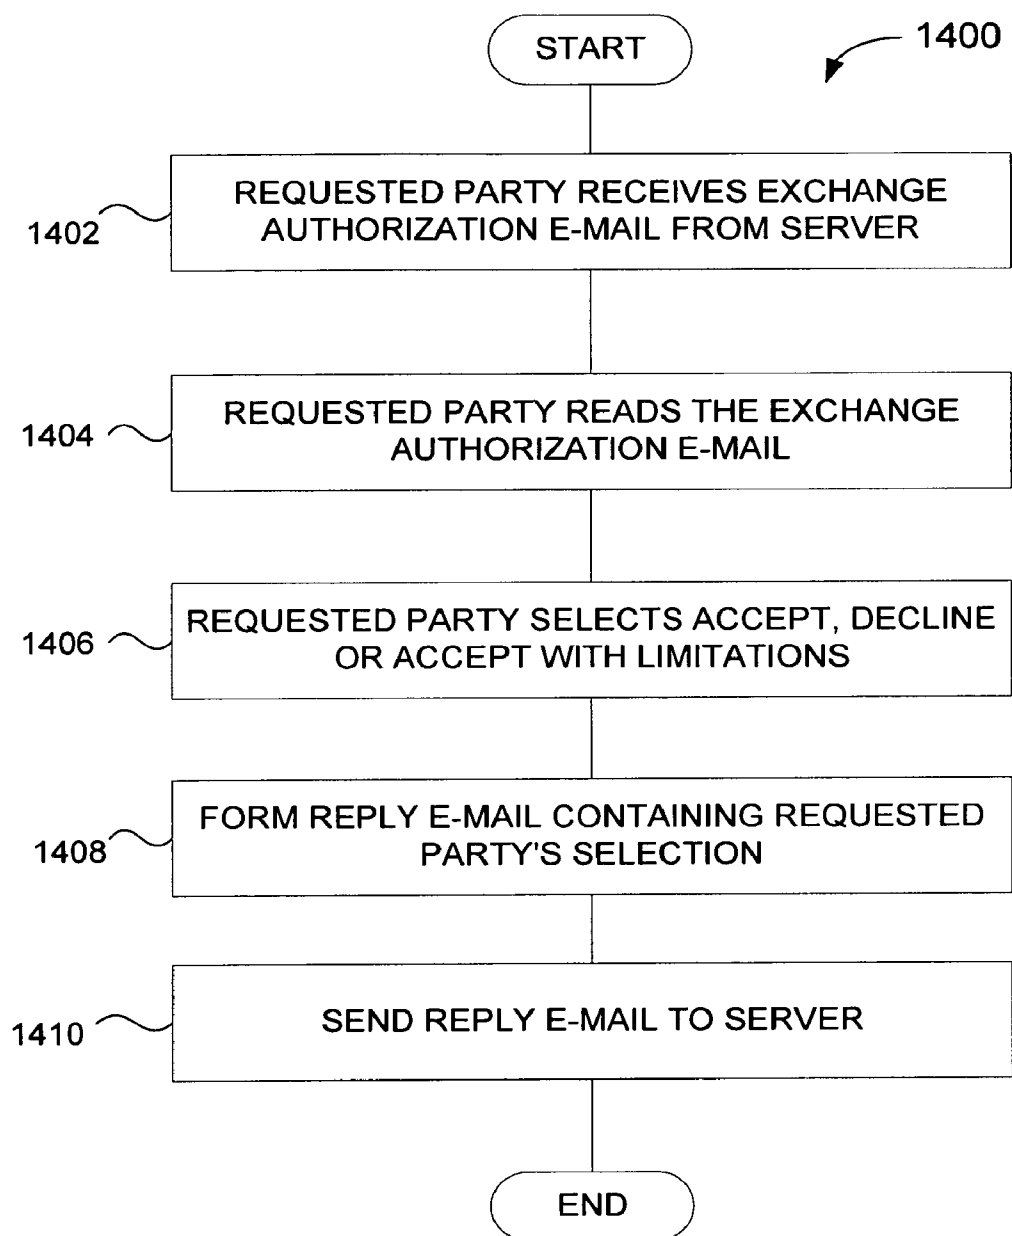 START
1400
REQUESTED PARTY RECEIVES EXCHANGE
AUTHORIZATION E-MAIL FROM SERVER
1402
REQUESTED PARTY READS THE EXCHANGE
AUTHORIZATION E-MAIL
1404
REQUESTED PARTY SELECTS ACCEPT, DECLINE
OR ACCEPT WITH LIMITATIONS
1406
FORM REPLY E-MAIL CONTAINING REQUESTED
PARTY'S SELECTION
1408
SEND REPLY E-MAIL TO SERVER
1410
END